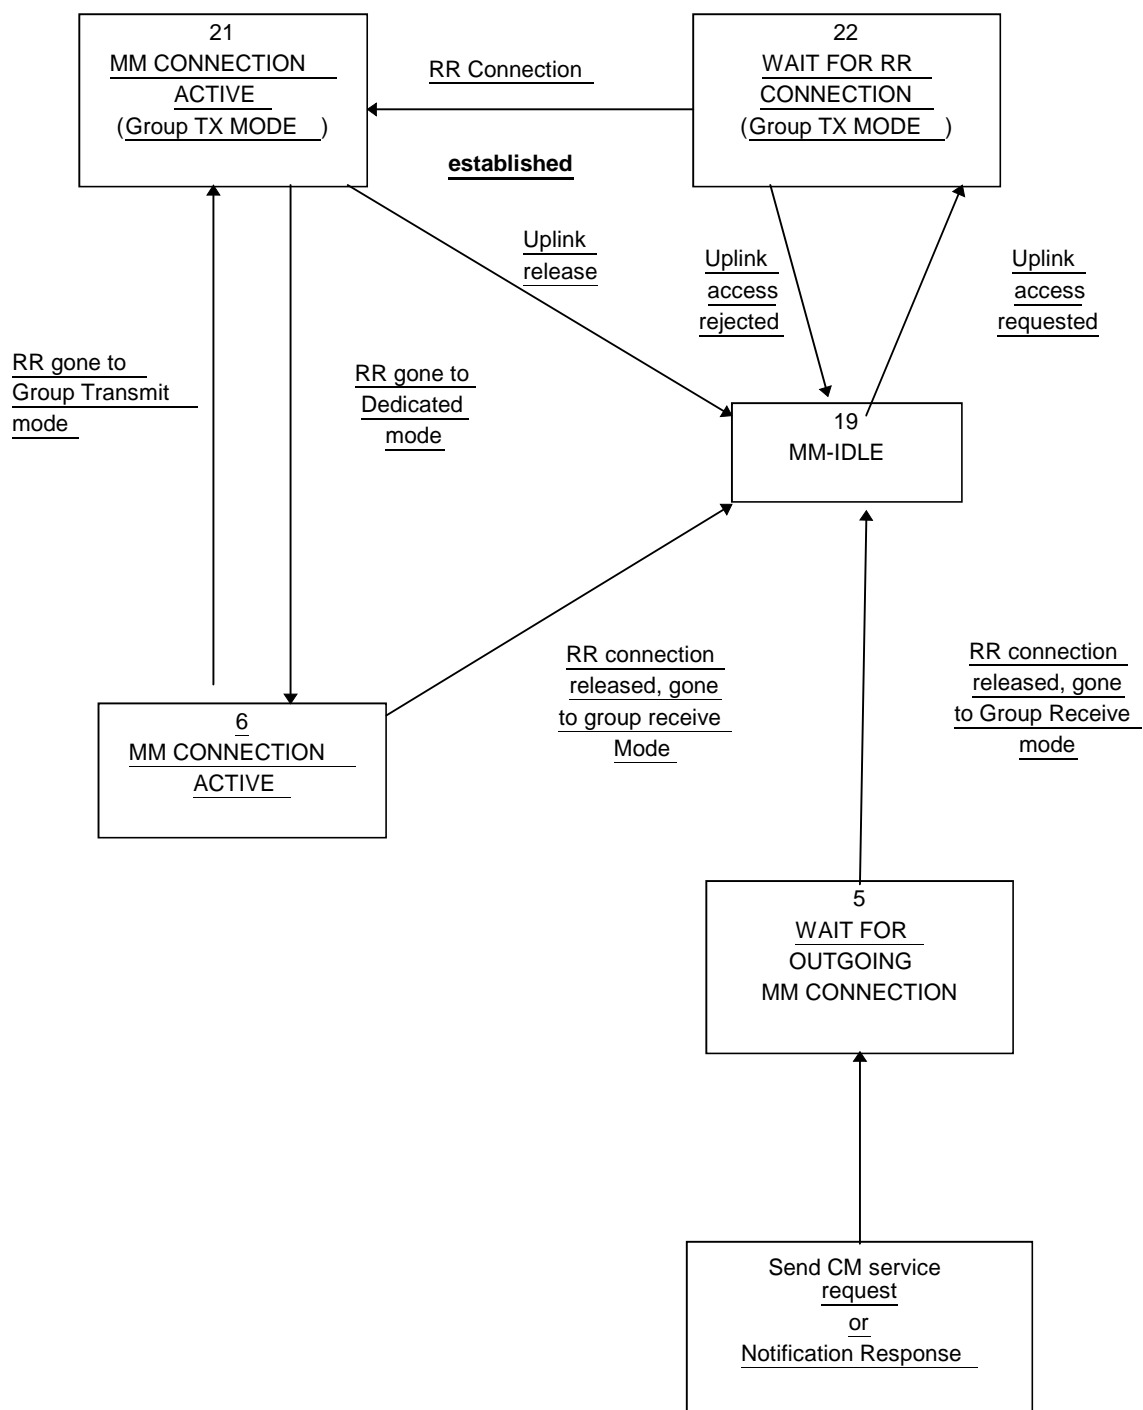 21
MM CONNECTION
ACTIVE
(Group TX MODE )
RR Connection
established
22
WAIT FOR RR
CONNECTION
(Group TX MODE )
Uplink
release
Uplink
access
rejected
Uplink
access
requested
RR gone to
Group Transmit
mode
RR gone to
Dedicated
mode
19
MM-IDLE
6
MM CONNECTION
ACTIVE
RR connection
released, gone
to group receive
Mode
RR connection
released, gone
to Group Receive
mode
5
WAIT FOR
OUTGOING
MM CONNECTION
Send CM service
request
or
Notification Response